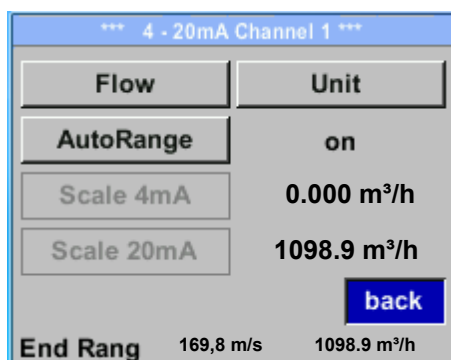 *** 4 - 20mA Channel 1 ***
Flow Unit
AutoRange on
Scale 4mA 0.000 m³/h
Scale 20mA 1098.9 m³/h
back
End Rang 169,8 m/s 1098.9 m³/h